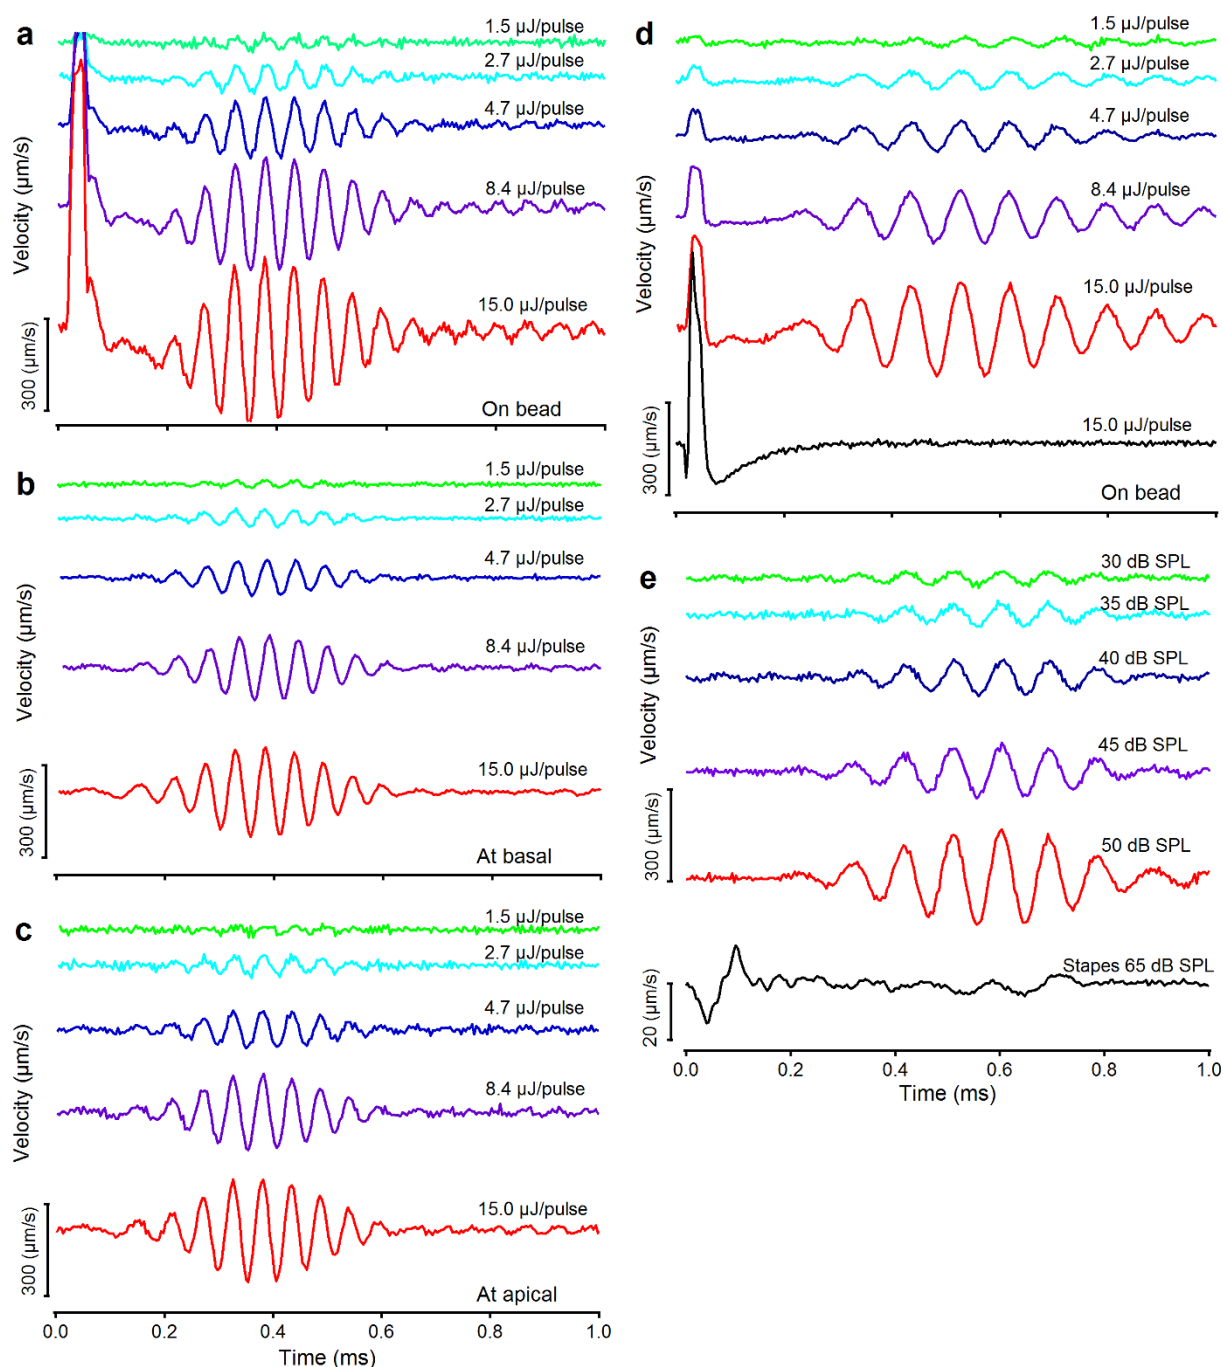 a
1.5 µJ/pulse
2.7 µJ/pulse
4.7 µJ/pulse
8.4 µJ/pulse
15.0 µJ/pulse
Velocity (µm/s)
300 (µm/s)
On bead
b
1.5 µJ/pulse
2.7 µJ/pulse
4.7 µJ/pulse
8.4 µJ/pulse
15.0 µJ/pulse
Velocity (µm/s)
300 (µm/s)
At basal
c
1.5 µJ/pulse
2.7 µJ/pulse
4.7 µJ/pulse
8.4 µJ/pulse
15.0 µJ/pulse
Velocity (µm/s)
300 (µm/s)
At apical
0.0 0.2 0.4 0.6 0.8 1.0
Time (ms)
d
1.5 µJ/pulse
2.7 µJ/pulse
4.7 µJ/pulse
8.4 µJ/pulse
15.0 µJ/pulse
15.0 µJ/pulse
Velocity (µm/s)
300 (µm/s)
On bead
e
30 dB SPL
35 dB SPL
40 dB SPL
45 dB SPL
50 dB SPL
Stapes 65 dB SPL
Velocity (µm/s)
300 (µm/s)
20 (µm/s)
0.0 0.2 0.4 0.6 0.8 1.0
Time (ms)